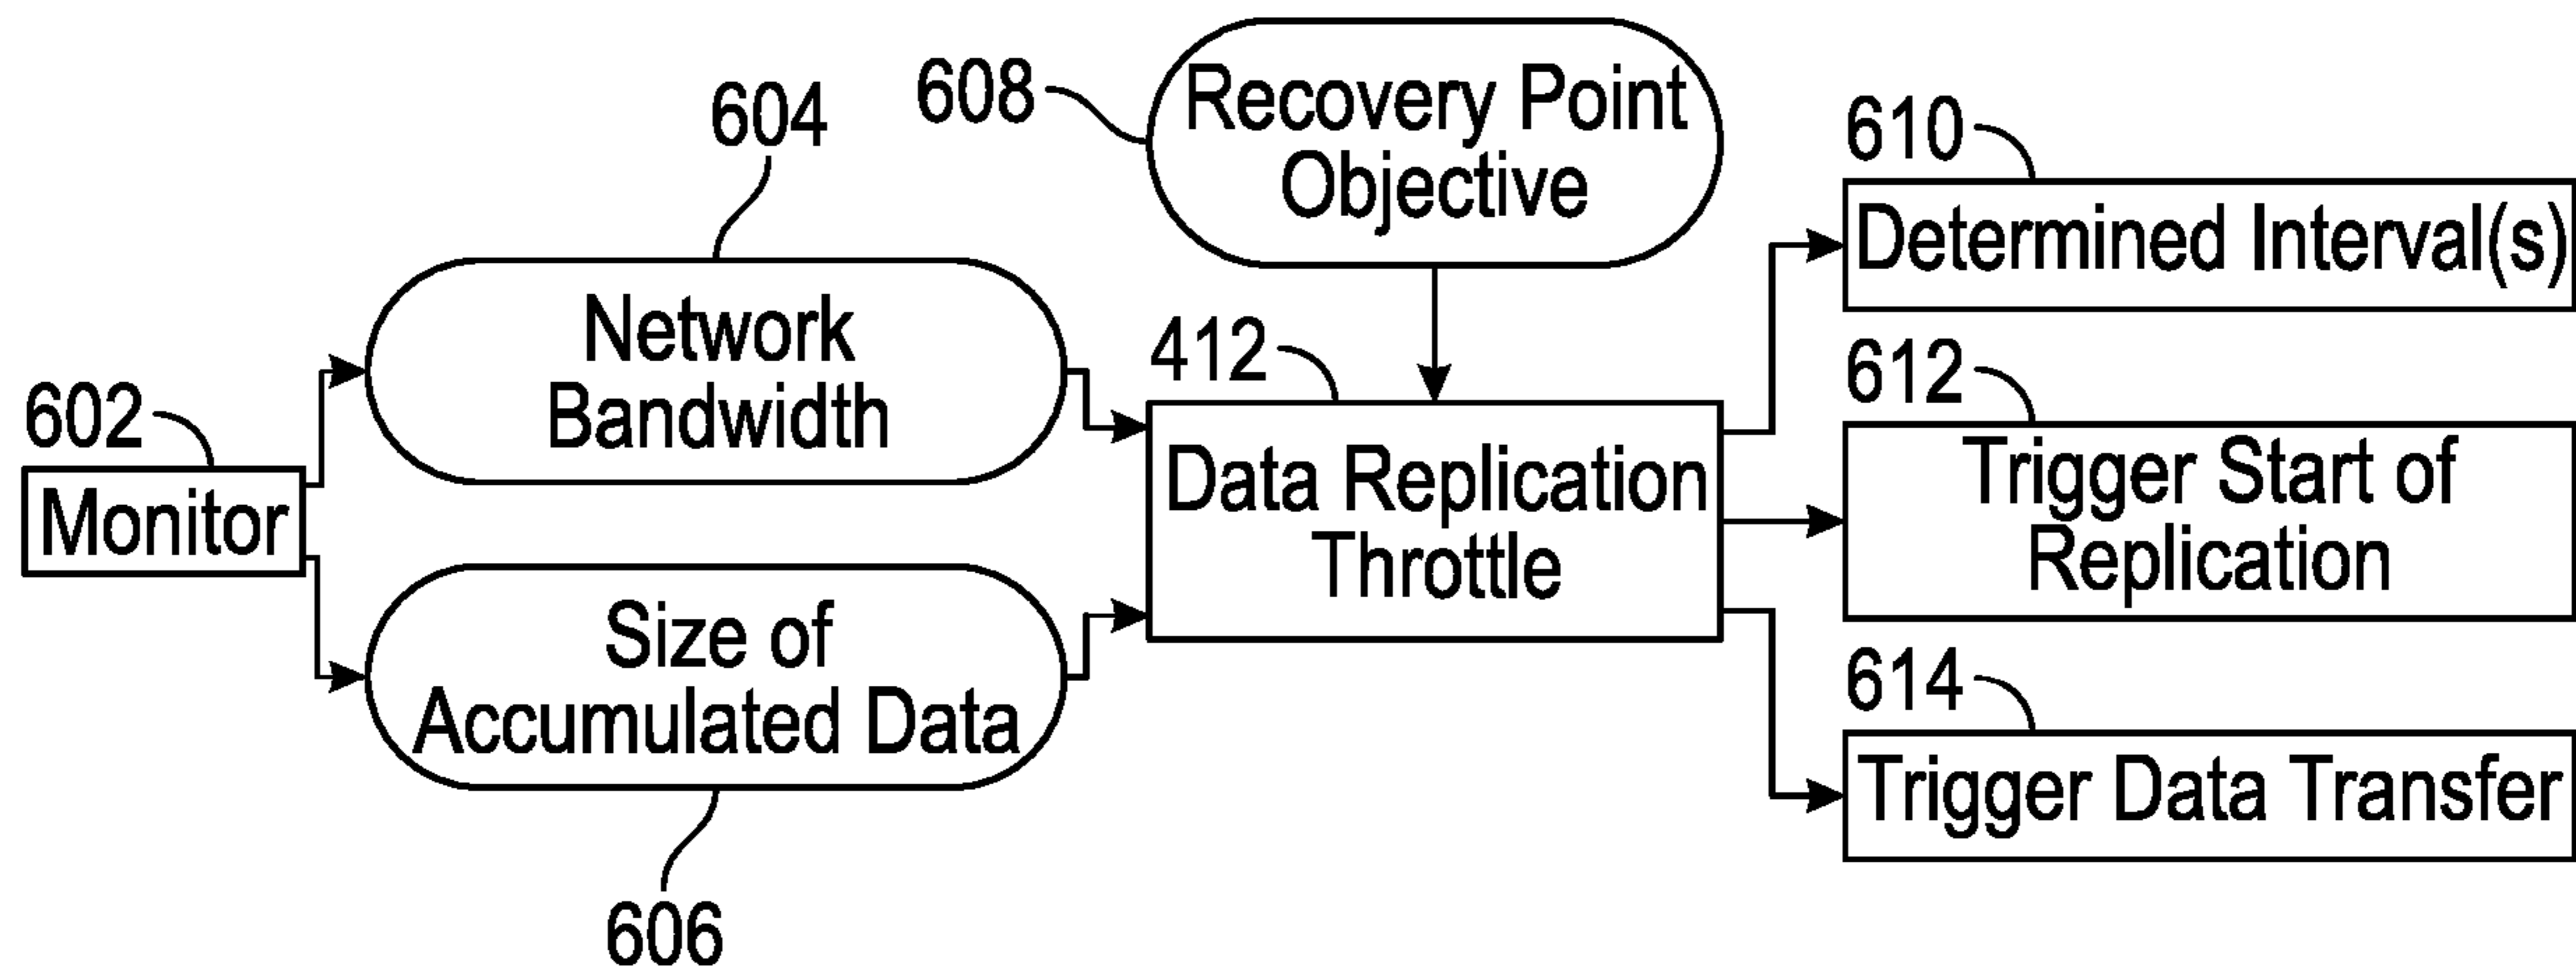 602
Monitor
604
Network
Bandwidth
Size of
Accumulated Data
606
608
Recovery Point
Objective
412
Data Replication
Throttle
610
Determined Interval(s)
612
Trigger Start of
Replication
614
Trigger Data Transfer